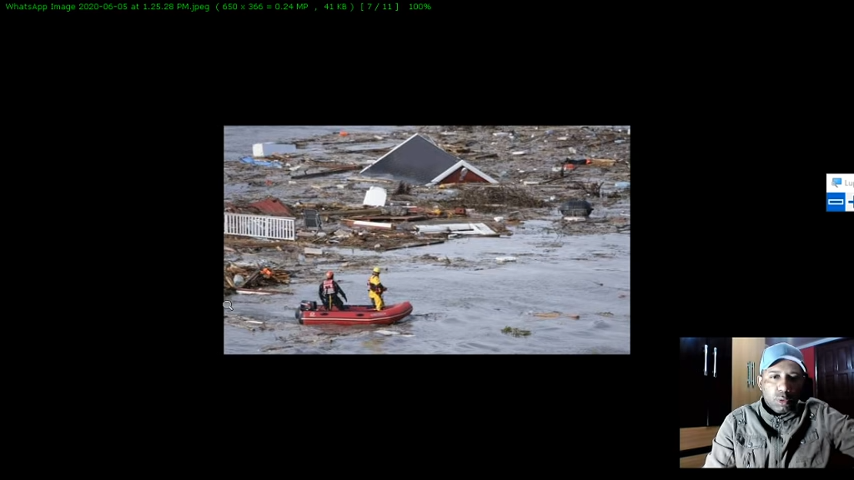 WhatsApp Image 2020-06-05 at 1.25.28 PM.jpeg ( 650 x 366 = 0.24 MP , 41 KB ) [ 7 / 11 ] 100%
Lu